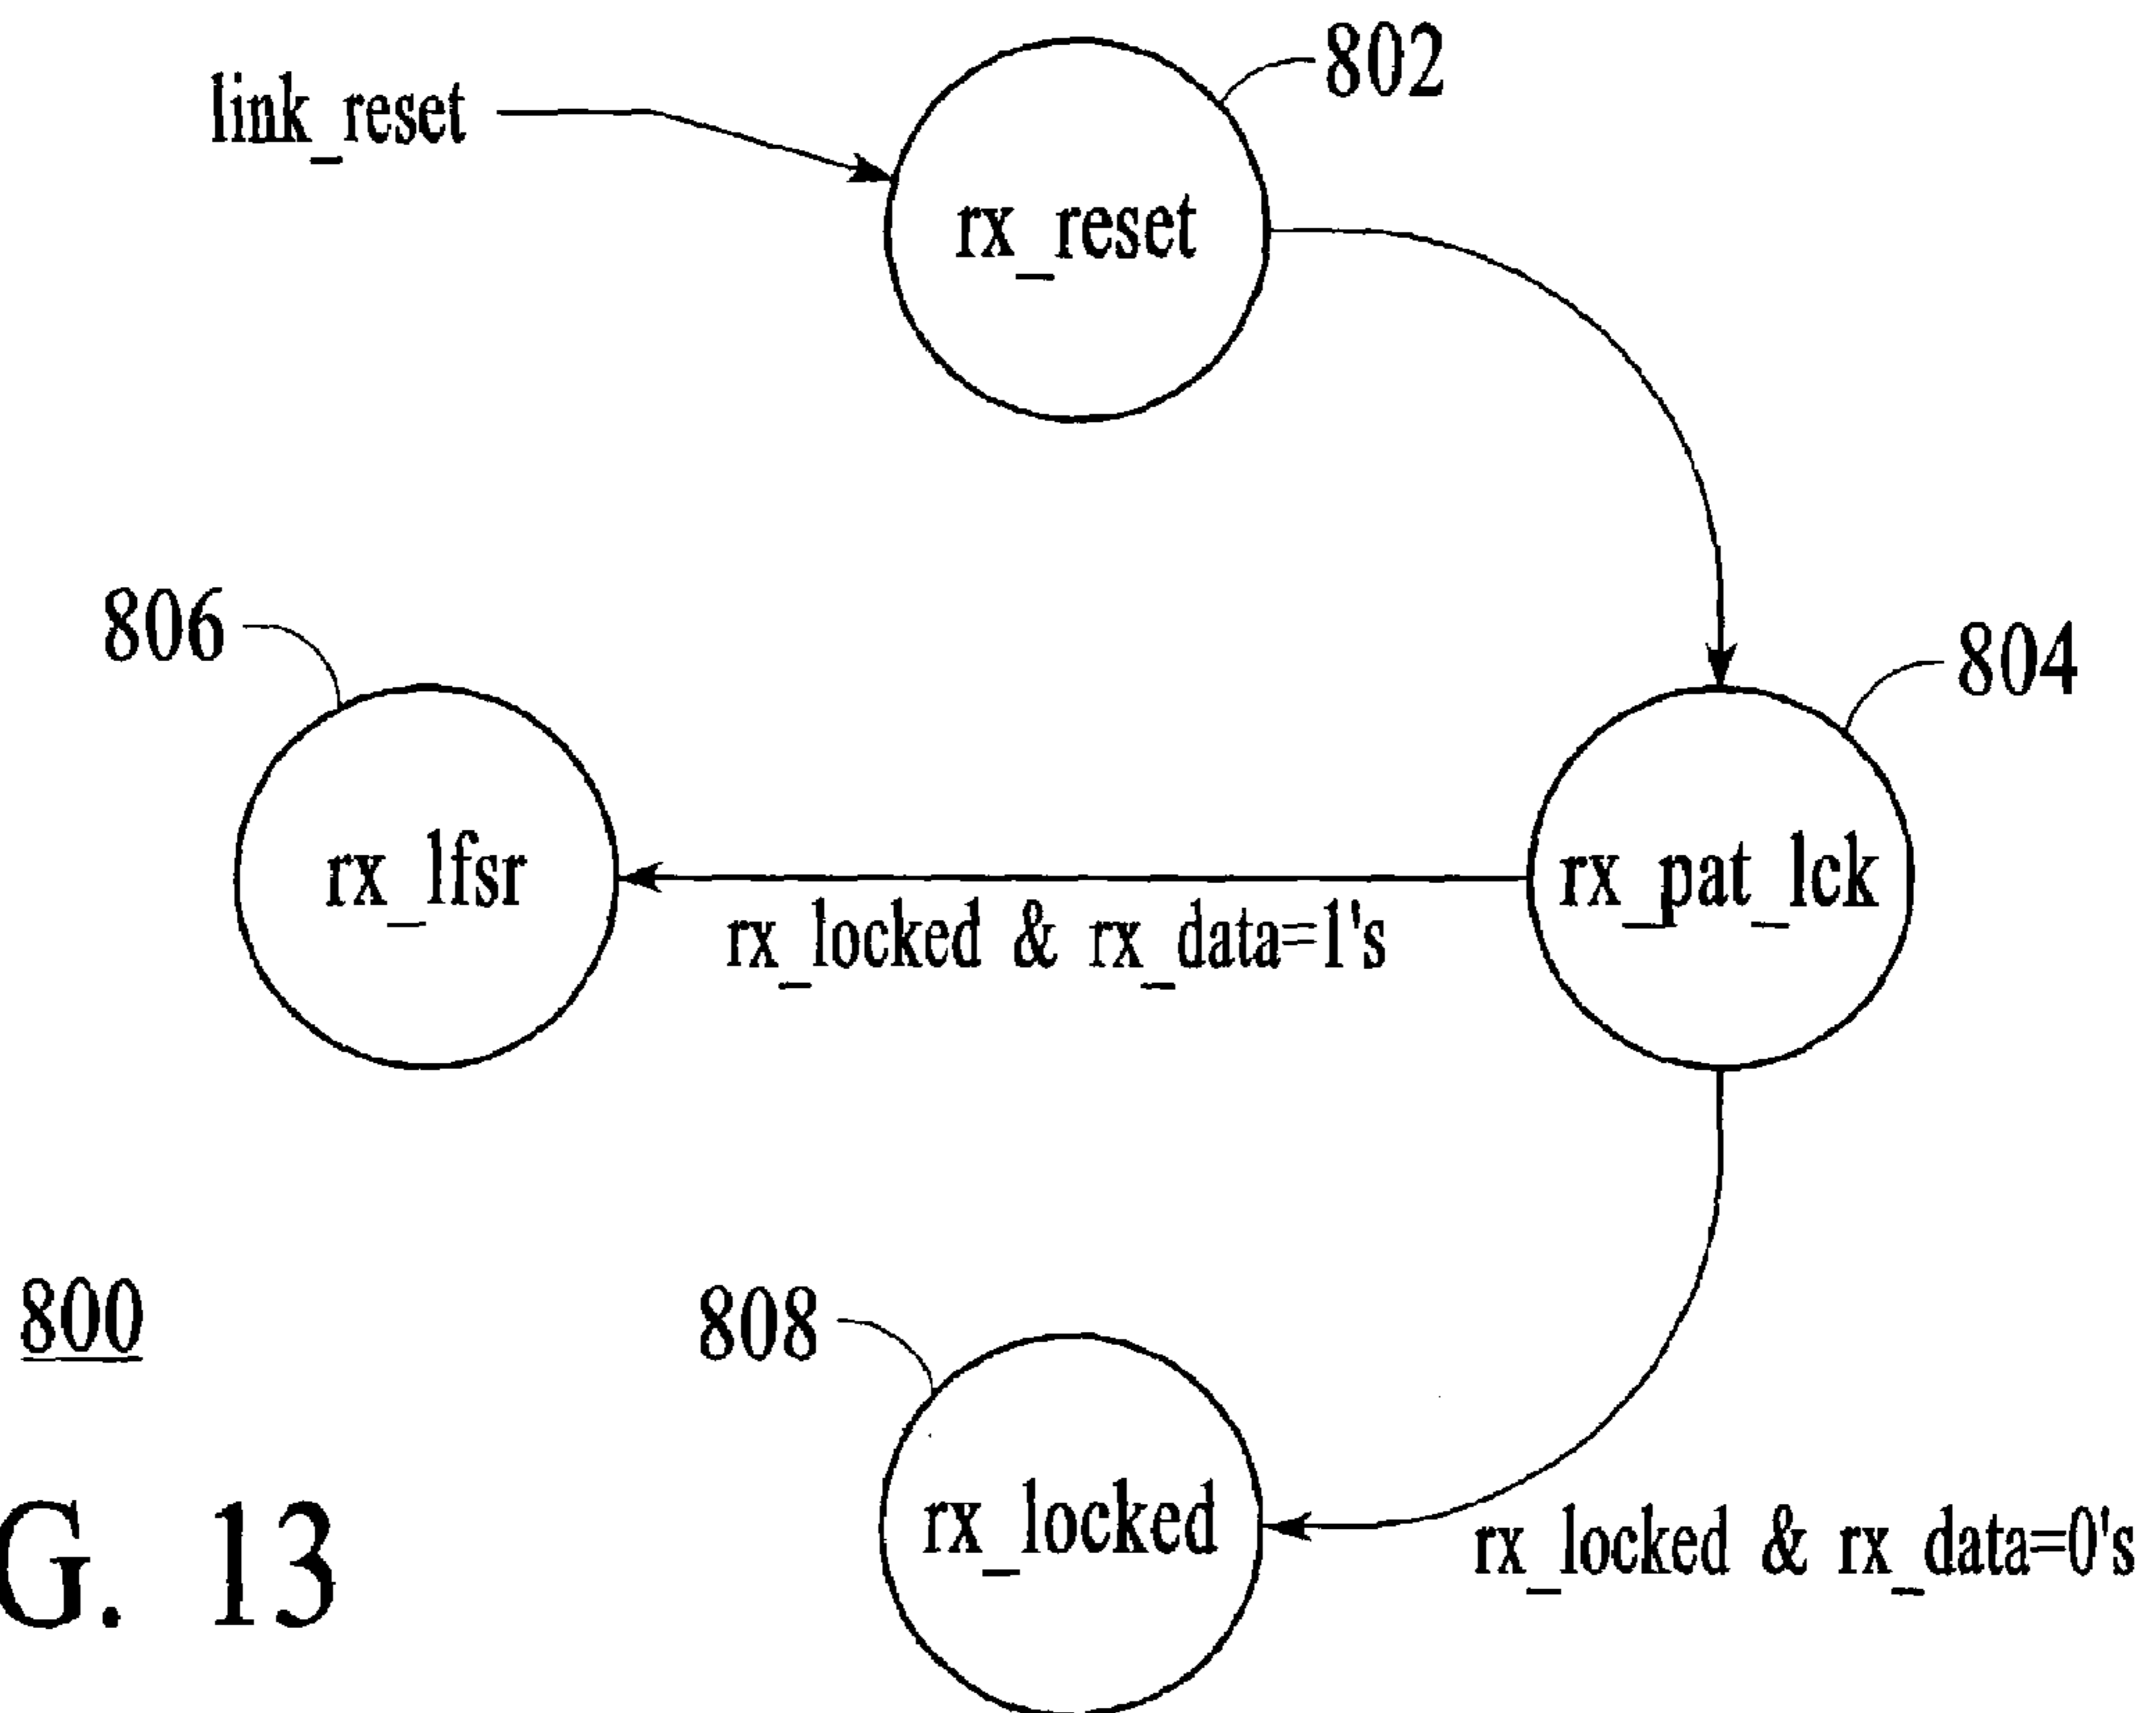 802
link_reset
rx_reset
806
804
rx_lfsr
rx_pat_lck
rx_locked & rx_data=1's
800
808
rx_locked
rx_locked & rx_data=0's
G. 13